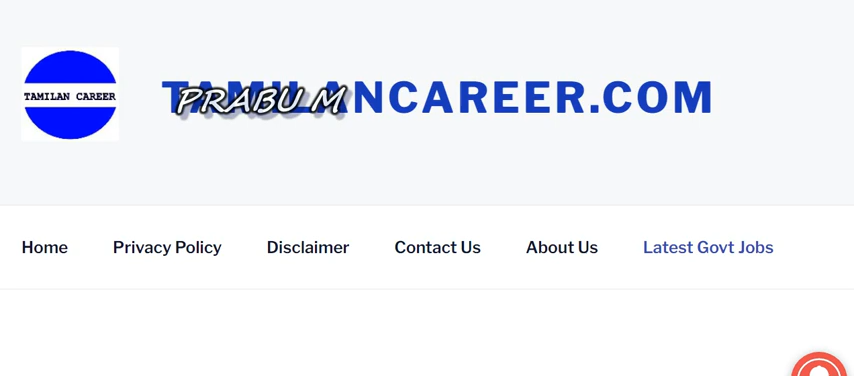 TAMILAN CAREER
TAMILANCAREER.COM
PRABU M
Home Privacy Policy Disclaimer Contact Us About Us Latest Govt Jobs